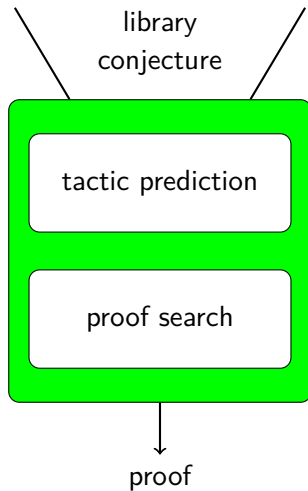 library
conjecture
tactic prediction
proof search
proof